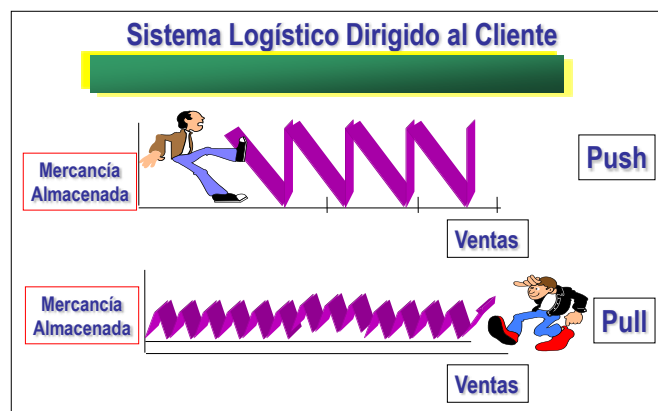 Sistema Logístico Dirigido al Cliente
Mercancía
Almacenada
Push
Ventas
Mercancía
Almacenada
Pull
Ventas